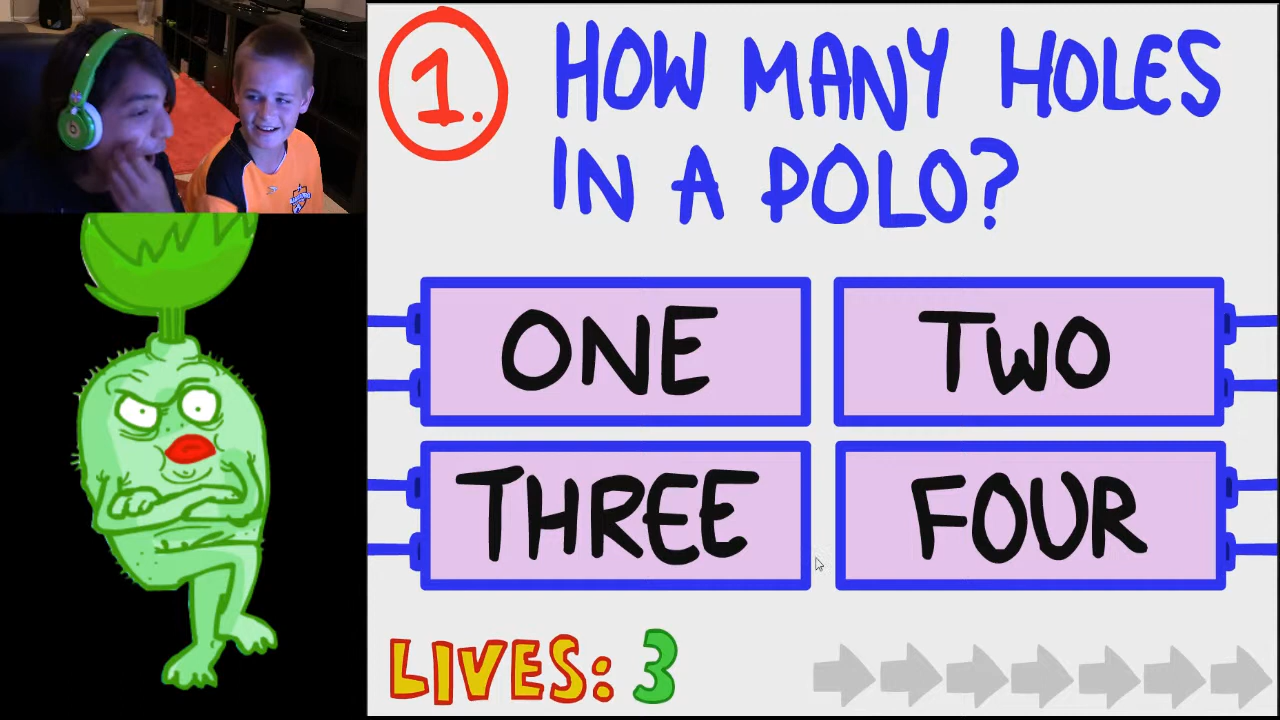 1.
HOW MANY HOLES
IN A POLO?
ONE
TWO
THREE
FOUR
LIVES: 3